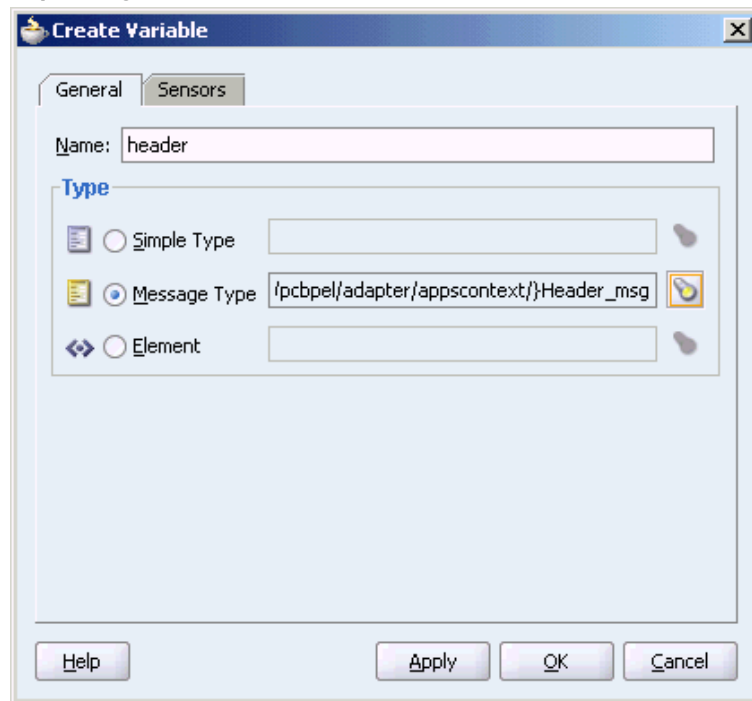 Create Variable
General Sensors
Name: header
Type
Simple Type
Message Type /pcbpel/adapter/appscontext/}Header_msg
Element
Help Apply OK Cancel